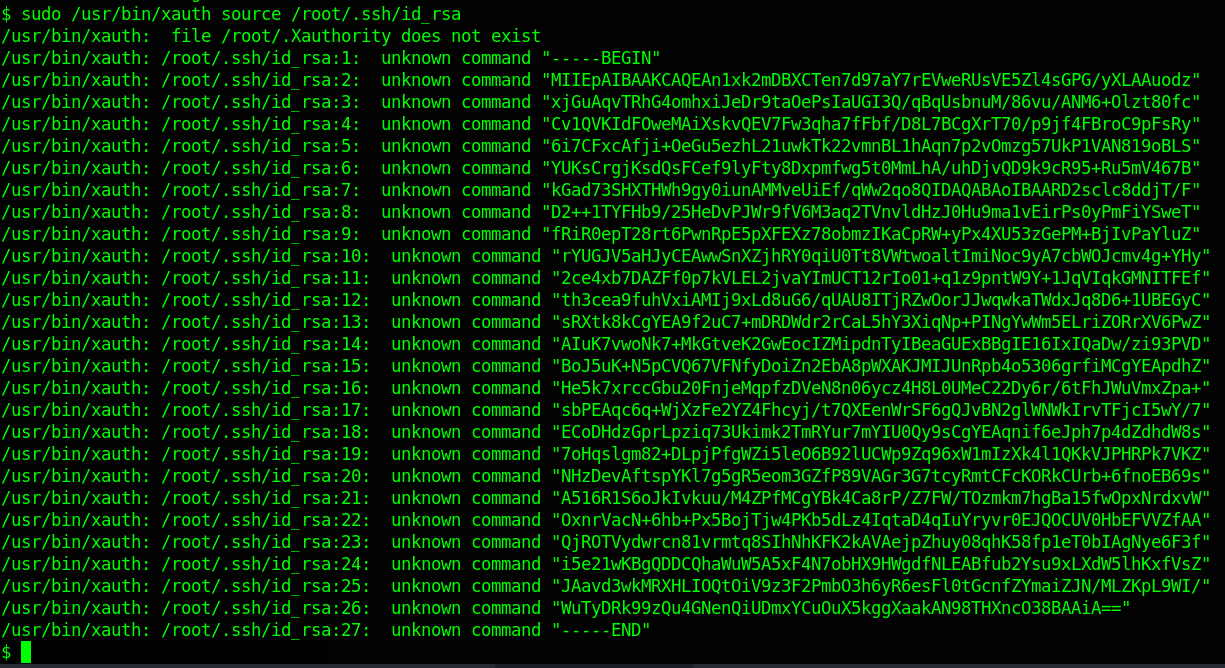 $ sudo /usr/bin/xauth source /root/.ssh/id_rsa
/usr/bin/xauth:  file /root/.Xauthority does not exist
/usr/bin/xauth: /root/.ssh/id_rsa:1:  unknown command "-----BEGIN"
/usr/bin/xauth: /root/.ssh/id_rsa:2:  unknown command "MIIEpAIBAAKCAQEAn1xk2mDBXCTen7d97aY7rEVweRUsVE5Zl4sGPG/yXLAAuodz"
/usr/bin/xauth: /root/.ssh/id_rsa:3:  unknown command "xjGuAqvTRhG4omhxiJeDr9taOePsIaUGI3Q/qBqUsbnuM/86vu/ANM6+Olzt80fc"
/usr/bin/xauth: /root/.ssh/id_rsa:4:  unknown command "Cv1QVKIdFOweMAiXskvQEV7Fw3qha7fFbf/D8L7BCgXrT70/p9jf4FBroC9pFsRy"
/usr/bin/xauth: /root/.ssh/id_rsa:5:  unknown command "6i7CFxcAfji+OeGu5ezhL21uwkTk22vmnBL1hAqn7p2vOmzg57UkP1VAN819oBLS"
/usr/bin/xauth: /root/.ssh/id_rsa:6:  unknown command "YUKsCrgjKsdQsFCef9lyFty8Dxpmfwg5t0MmLhA/uhDjvQD9k9cR95+Ru5mV467B"
/usr/bin/xauth: /root/.ssh/id_rsa:7:  unknown command "kGad73SHXTHWh9gy0iunAMMveUiEf/qWw2qo8QIDAQABAoIBAARD2sclc8ddjT/F"
/usr/bin/xauth: /root/.ssh/id_rsa:8:  unknown command "D2++1TYFHb9/25HeDvPJWr9fV6M3aq2TVnvldHzJ0Hu9ma1vEirPs0yPmFiYSweT"
/usr/bin/xauth: /root/.ssh/id_rsa:9:  unknown command "fRiR0epT28rt6PwnRpE5pXFEXz78obmzIKaCpRW+yPx4XU53zGePM+BjIvPaYluZ"
/usr/bin/xauth: /root/.ssh/id_rsa:10:  unknown command "rYUGJV5aHJyCEAwwSnXZjhRY0qiU0Tt8VWtwoaltImiNoc9yA7cbWOJcmv4g+YHy"
/usr/bin/xauth: /root/.ssh/id_rsa:11:  unknown command "2ce4xb7DAZFf0p7kVLEL2jvaYImUCT12rIo01+q1z9pntW9Y+1JqVIqkGMNITFEf"
/usr/bin/xauth: /root/.ssh/id_rsa:12:  unknown command "th3cea9fuhVxiAMIj9xLd8uG6/qUAU8ITjRZwOorJJwqwkaTWdxJq8D6+1UBEGyC"
/usr/bin/xauth: /root/.ssh/id_rsa:13:  unknown command "sRXtk8kCgYEA9f2uC7+mDRDWdr2rCaL5hY3XiqNp+PINgYwWm5ELriZORrXV6PwZ"
/usr/bin/xauth: /root/.ssh/id_rsa:14:  unknown command "AIuK7vwoNk7+MkGtveK2GwEocIZMipdnTyIBeaGUExBBgIE16IxIQaDw/zi93PVD"
/usr/bin/xauth: /root/.ssh/id_rsa:15:  unknown command "BoJ5uK+N5pCVQ67VFNfyDoiZn2EbA8pWXAKJMIJUnRpb4o5306grfiMCgYEApdhZ"
/usr/bin/xauth: /root/.ssh/id_rsa:16:  unknown command "He5k7xrccGbu20FnjeMqpfzDVeN8n06ycz4H8L0UMeC22Dy6r/6tFhJWuVmxZpa+"
/usr/bin/xauth: /root/.ssh/id_rsa:17:  unknown command "sbPEAqc6q+WjXzFe2YZ4Fhcyj/t7QXEenWrSF6gQJvBN2glWNWkIrvTFjcI5wY/7"
/usr/bin/xauth: /root/.ssh/id_rsa:18:  unknown command "ECoDHdzGprLpziq73Ukimk2TmRYur7mYIU0Qy9sCgYEAqnif6eJph7p4dZdhdW8s"
/usr/bin/xauth: /root/.ssh/id_rsa:19:  unknown command "7oHqslgm82+DLpjPfgWZi5leO6B92lUCWp9Zq96xW1mIzXk4l1QKkVJPHRPk7VKZ"
/usr/bin/xauth: /root/.ssh/id_rsa:20:  unknown command "NHzDevAftspYKl7g5gR5eom3GZfP89VAGr3G7tcyRmtCFcKORkCUrb+6fnoEB69s"
/usr/bin/xauth: /root/.ssh/id_rsa:21:  unknown command "A516R1S6oJkIvkuu/M4ZPfMCgYBk4Ca8rP/Z7FW/TOzmkm7hgBa15fwOpxNrdxvW"
/usr/bin/xauth: /root/.ssh/id_rsa:22:  unknown command "OxnrVacN+6hb+Px5BojTjw4PKb5dLz4IqtaD4qIuYryvr0EJQOCUV0HbEFVVZfAA"
/usr/bin/xauth: /root/.ssh/id_rsa:23:  unknown command "QjROTVydwrcn81vrmtq8SIhNhKFK2kAVAejpZhuy08qhK58fp1eT0bIAgNye6F3f"
/usr/bin/xauth: /root/.ssh/id_rsa:24:  unknown command "i5e21wKBgQDDCQhaWuW5A5xF4N7obHX9HWgdfNLEABfub2Ysu9xLXdW5lhKxfVsZ"
/usr/bin/xauth: /root/.ssh/id_rsa:25:  unknown command "JAavd3wkMRXHLIOQtOiV9z3F2PmbO3h6yR6esFl0tGcnfZYmaiZJN/MLZKpL9WI/"
/usr/bin/xauth: /root/.ssh/id_rsa:26:  unknown command "WuTyDRk99zQu4GNenQiUDmxYCuOuX5kggXaakAN98THXncO38BAAiA=="
/usr/bin/xauth: /root/.ssh/id_rsa:27:  unknown command "-----END"
$